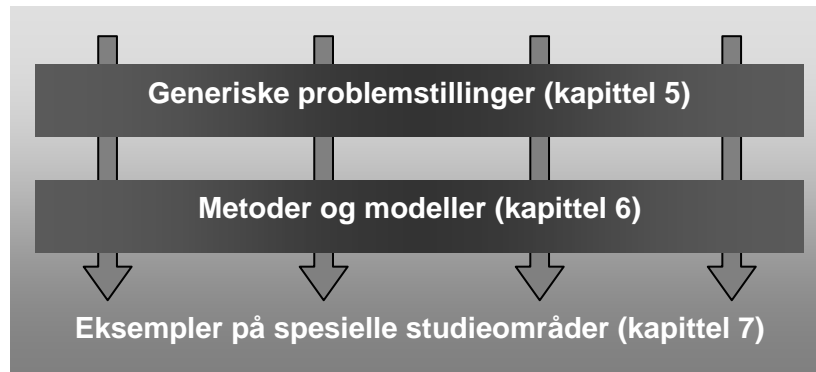 Generiske problemstillinger (kapittel 5)
Metoder og modeller (kapittel 6)
Eksempler på spesielle studieområder (kapittel 7)